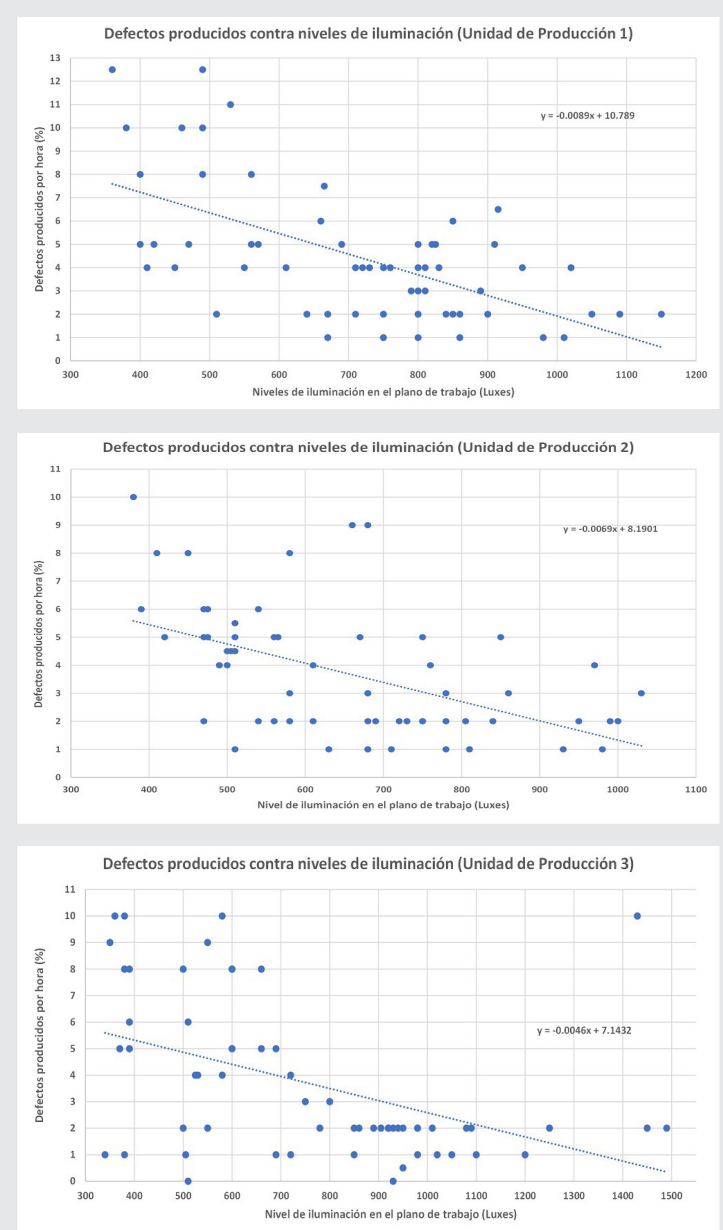 Defectos producidos contra niveles de iluminación (Unidad de Producción 1)
13
12
11
10
9
8
7
6
5
4
3
2
1
0
Defectos producidos por hora (%)
y = -0.0089x + 10.789
300 400 500 600 700 800 900 1000 1100 1200
Niveles de iluminación en el plano de trabajo (Luxes)
Defectos producidos contra niveles de iluminación (Unidad de Producción 2)
11
10
9
8
7
6
5
4
3
2
1
0
Defectos producidos por hora (%)
y = -0.0069x + 8.1901
300 400 500 600 700 800 900 1000 1100
Nivel de iluminación en el plano de trabajo (Luxes)
Defectos producidos contra niveles de iluminación (Unidad de Producción 3)
11
10
9
8
7
6
5
4
3
2
1
0
Defectos producidos por hora (%)
y = -0.0046x + 7.1432
300 400 500 600 700 800 900 1000 1100 1200 1300 1400 1500
Nivel de iluminación en el plano de trabajo (Luxes)